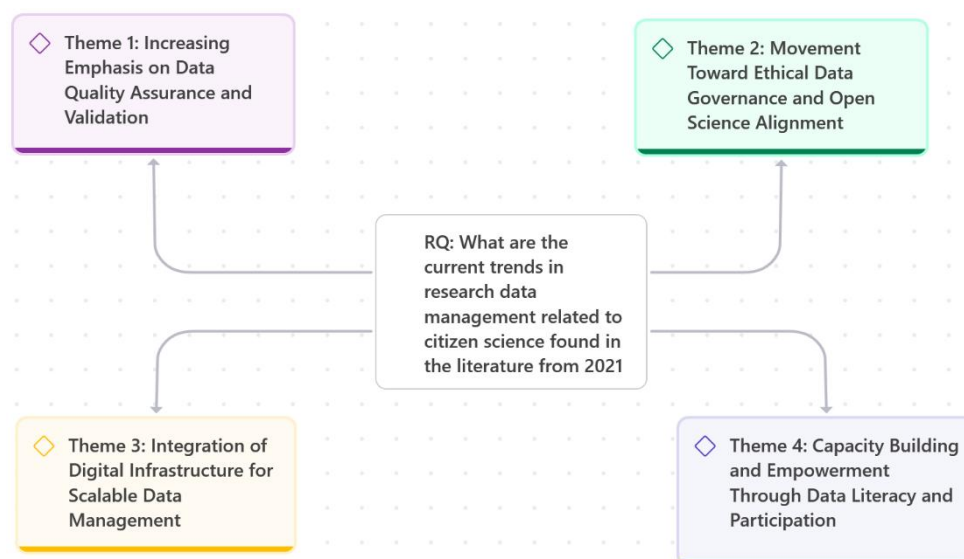 Theme 1: Increasing
Emphasis on Data
Quality Assurance and
Validation
Theme 2: Movement
Toward Ethical Data
Governance and Open
Science Alignment
RQ: What are the
current trends in
research data
management related to
citizen science found in
the literature from 2021
Theme 3: Integration of
Digital Infrastructure for
Scalable Data
Management
Theme 4: Capacity Building
and Empowerment
Through Data Literacy and
Participation